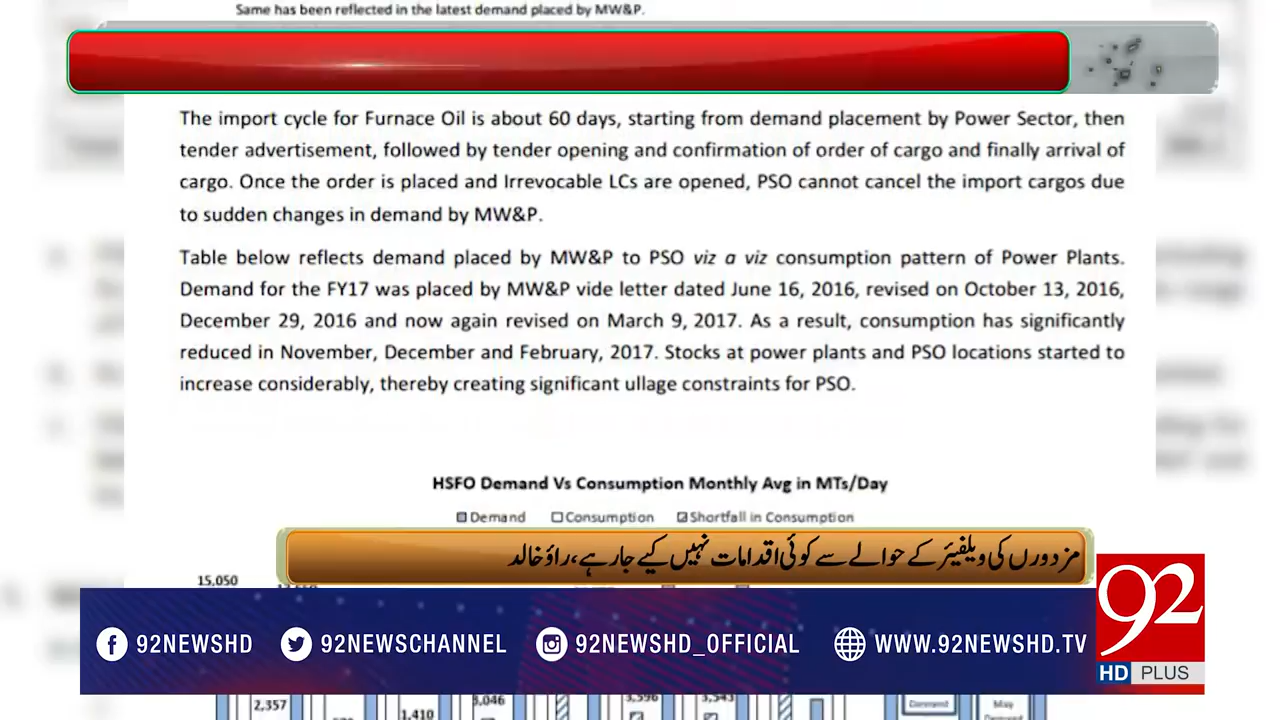 Same has been reflected in the latest demand placed by MW&P.
The import cycle for Furnace Oil is about 60 days, starting from demand placement by Power Sector, then
tender advertisement, followed by tender opening and confirmation of order of cargo and finally arrival of
cargo. Once the order is placed and Irrevocable LCs are opened, PSO cannot cancel the import cargos due
to sudden changes in demand by MW&P.
Table below reflects demand placed by MW&P to PSO viz a viz consumption pattern of Power Plants.
Demand for the FY17 was placed by MW&P vide letter dated June 16, 2016, revised on October 13, 2016,
December 29, 2016 and now again revised on March 9, 2017. As a result, consumption has significantly
reduced in November, December and February, 2017. Stocks at power plants and PSO locations started to
increase considerably, thereby creating significant ullage constraints for PSO.
HSFO Demand Vs Consumption Monthly Avg in MTs/Day
Demand Consumption Shortfall in Consumption
مزدورں کی ویلفیئر کے حوالے سے کوئی اقدامات نہیں کیے جارہے، راؤ خالد
15,050
92NEWSHD 92NEWSCHANNEL 92NEWSHD_OFFICIAL WWW.92NEWSHD.TV
92
HD PLUS
2,357 1,410 3,046 3,596 3,543
Demand May
Demand